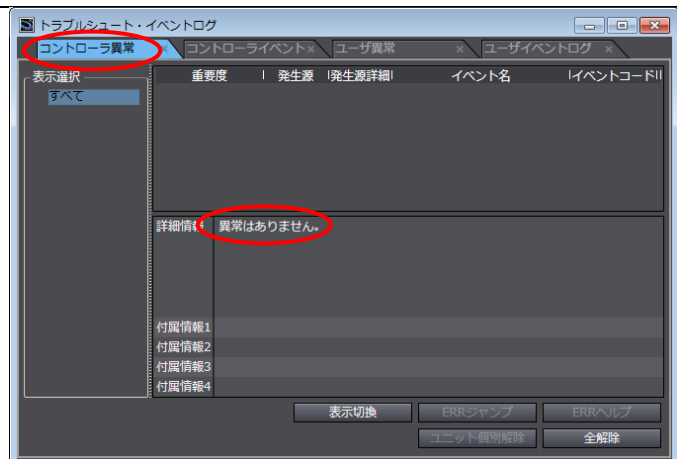 トラブルシュート・イベントログ
コントローラ異常 コントローライベント ユーザ異常 ユーザイベントログ
表示選択
すべて
重要度 発生源 発生源詳細 イベント名 イベントコード
詳細情報 異常はありません。
付属情報1
付属情報2
付属情報3
付属情報4
表示切換 ERRジャンプ ERRヘルプ
ユニット個別解除 全解除